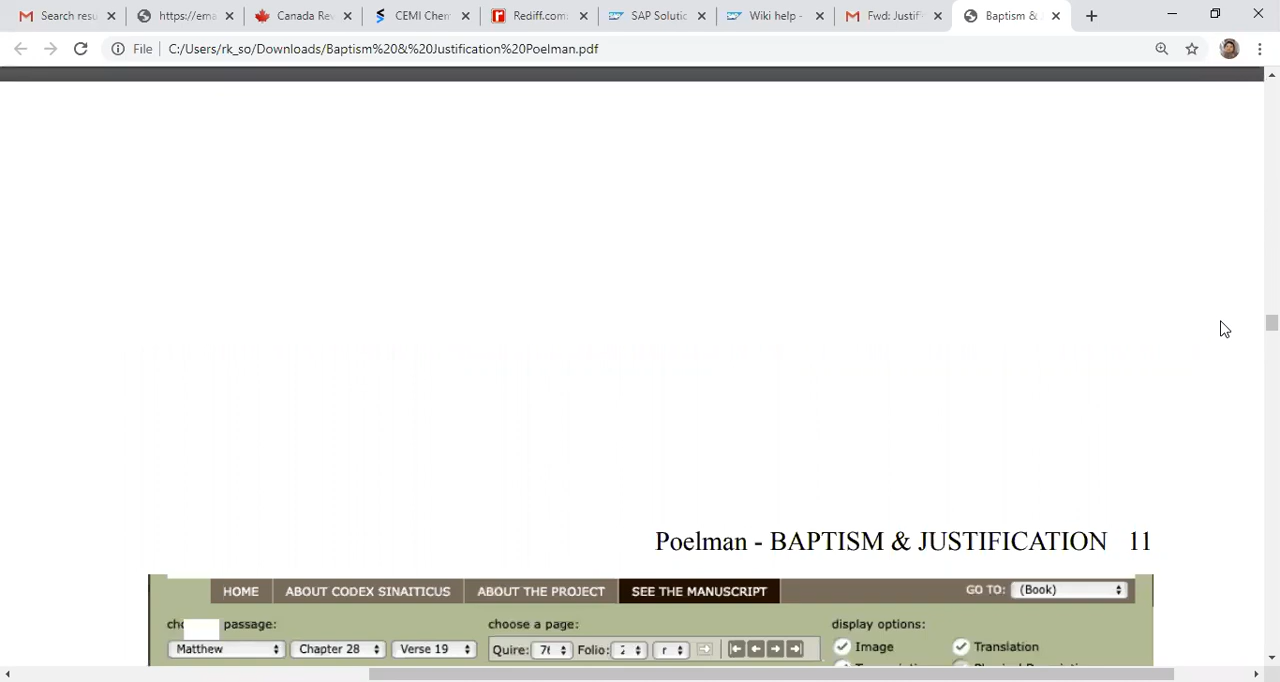 Search resu
https://ema
Canada Rev
CEMI Chem
Rediff.com:
SAP Solutic
Wiki help -
Fwd: Justif
Baptism &
File C:/Users/rk_so/Downloads/Baptism%20&%20Justification%20Poelman.pdf
Poelman - BAPTISM & JUSTIFICATION 11
HOME ABOUT CODEX SINAITICUS ABOUT THE PROJECT SEE THE MANUSCRIPT GO TO: (Book)
passage: choose a page: display options:
Matthew Chapter 28 Verse 19 Quire: Folio: r Image Translation